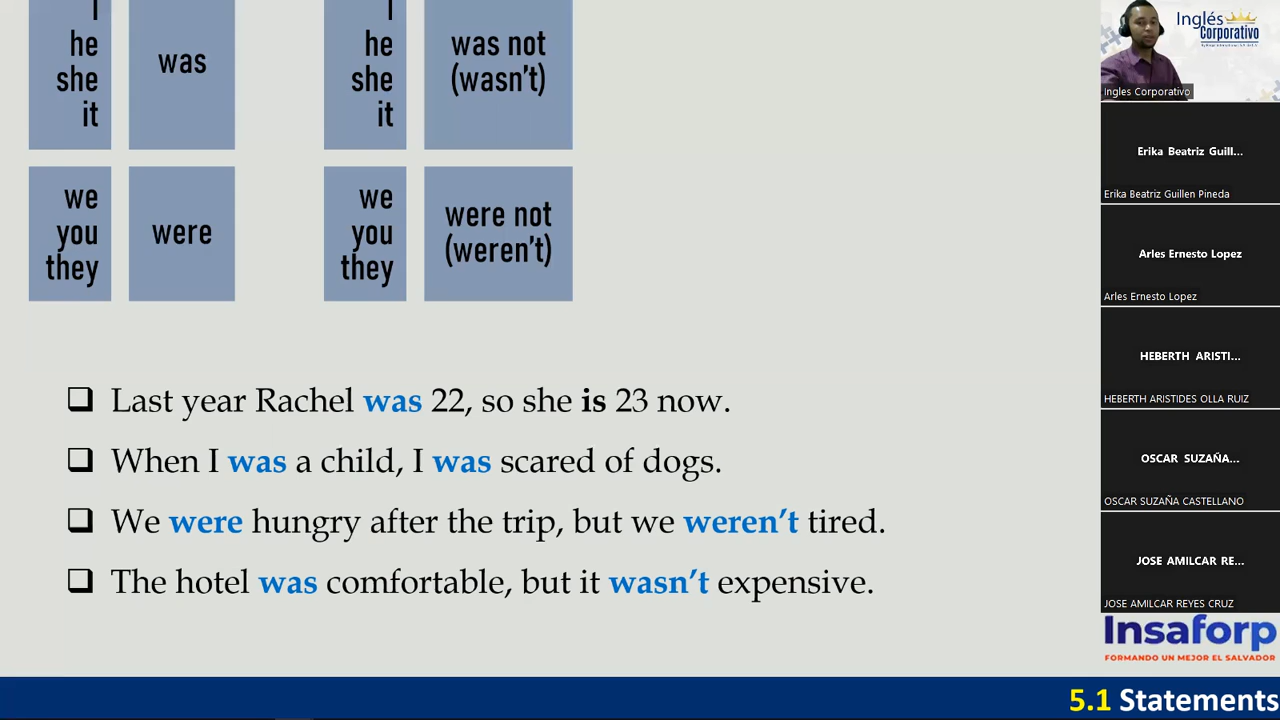 I
he
she
it
was
I
he
she
it
was not
(wasn't)
we
you
they
were
we
you
they
were not
(weren't)
❑ Last year Rachel was 22, so she is 23 now.
❑ When I was a child, I was scared of dogs.
❑ We were hungry after the trip, but we weren't tired.
❑ The hotel was comfortable, but it wasn't expensive.
5.1 Statements
Inglés
Corporativo
Ingles Corporativo
Erika Beatriz Guill...
Erika Beatriz Guillen Pineda
Arles Ernesto Lopez
Arles Ernesto Lopez
HEBERTH ARISTI...
HEBERTH ARISTIDES OLLA RUIZ
OSCAR SUZAÑA...
OSCAR SUZAÑA CASTELLANO
JOSE AMILCAR RE...
JOSE AMILCAR REYES CRUZ
Insaforp
FORMANDO UN MEJOR EL SALVADOR